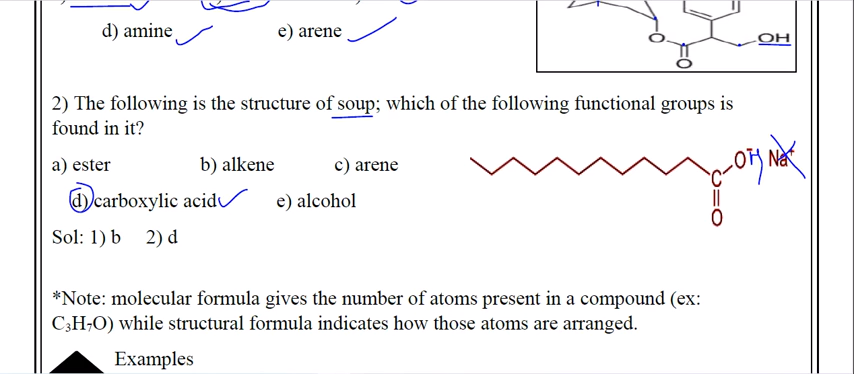 d) amine e) arene
O OH
O
2) The following is the structure of soup; which of the following functional groups is
found in it?
a) ester b) alkene c) arene
O⁻ H Na⁺
C
d) carboxylic acid e) alcohol
O
Sol: 1) b 2) d
*Note: molecular formula gives the number of atoms present in a compound (ex:
C₃H₇O) while structural formula indicates how those atoms are arranged.
Examples